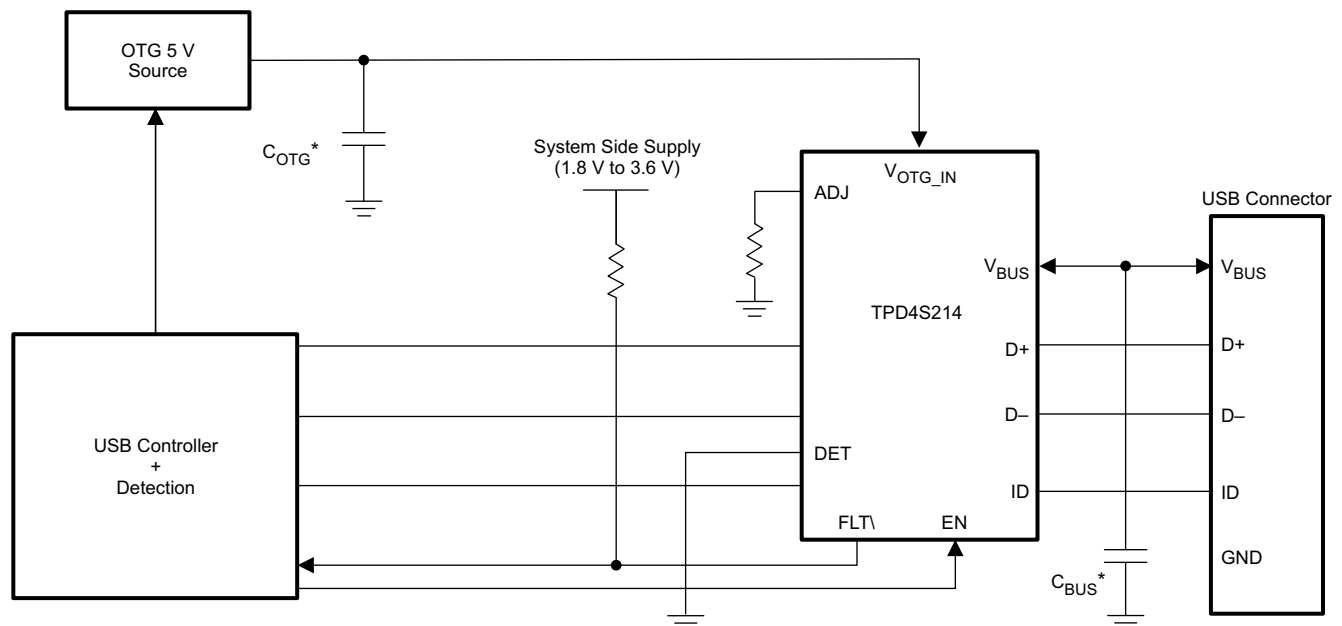 OTG 5 V
Source
C_OTG*
System Side Supply
(1.8 V to 3.6 V)
V_OTG_IN
ADJ
USB Connector
V_BUS
V_BUS
TPD4S214
D+
D+
D–
D–
USB Controller
+
Detection
DET
ID
ID
FLT\
EN
GND
C_BUS*